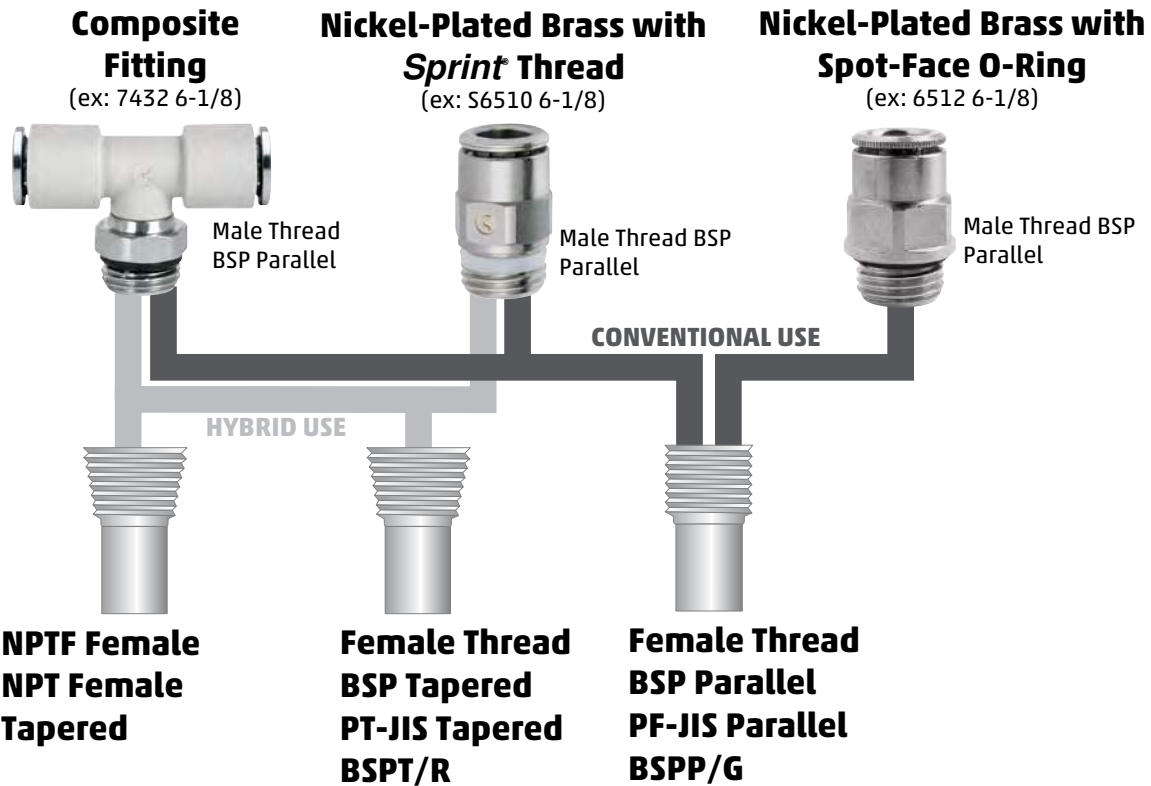 Composite
Fitting
(ex: 7432 6-1/8)
Nickel-Plated Brass with
Sprint® Thread
(ex: S6510 6-1/8)
Nickel-Plated Brass with
Spot-Face O-Ring
(ex: 6512 6-1/8)
Male Thread
BSP Parallel
Male Thread BSP
Parallel
Male Thread BSP
Parallel
CONVENTIONAL USE
HYBRID USE
NPTF Female
NPT Female
Tapered
Female Thread
BSP Tapered
PT-JIS Tapered
BSPT/R
Female Thread
BSP Parallel
PF-JIS Parallel
BSPP/G